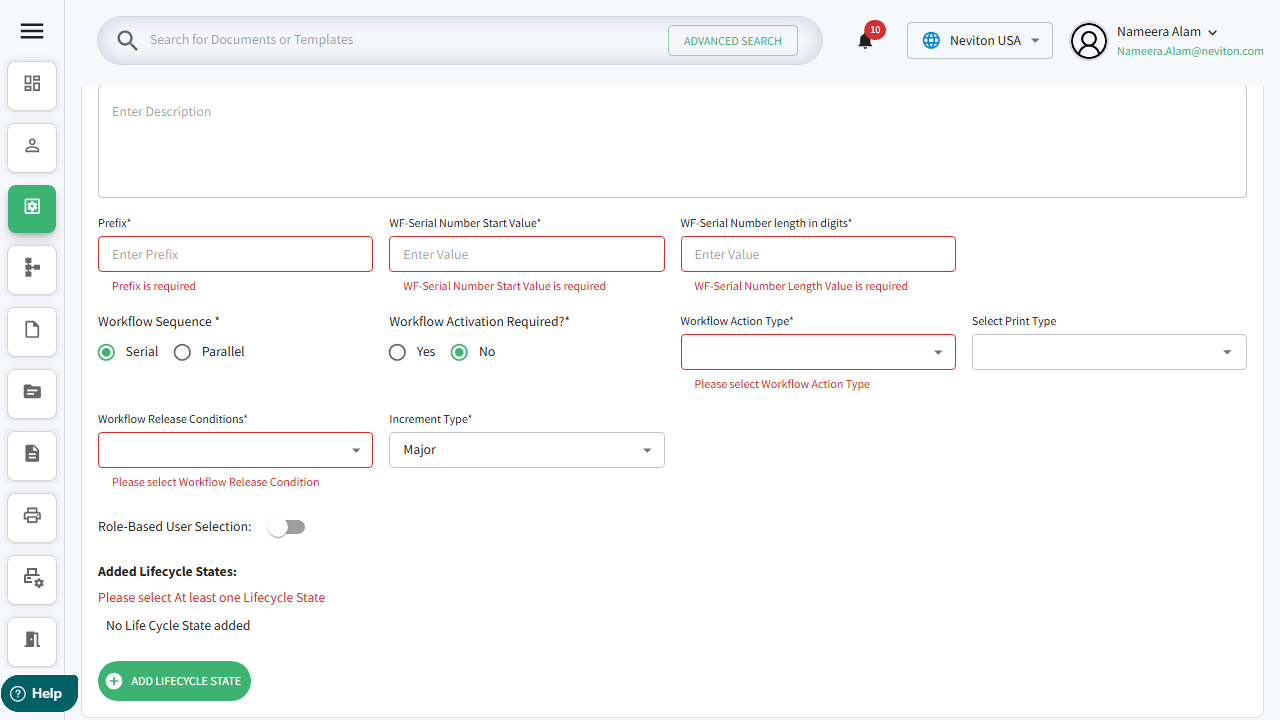 Search for Documents or Templates
ADVANCED SEARCH
10
Neviton USA
Nameera Alam
Nameera.Alam@neviton.com
Enter Description
Prefix*
WF-Serial Number Start Value*
WF-Serial Number length in digits*
Enter Prefix
Enter Value
Enter Value
Prefix is required
WF-Serial Number Start Value is required
WF-Serial Number Length Value is required
Workflow Sequence *
Workflow Activation Required?*
Workflow Action Type*
Select Print Type
Serial
Parallel
Yes
No
Please select Workflow Action Type
Workflow Release Conditions*
Increment Type*
Major
Please select Workflow Release Condition
Role-Based User Selection:
Added Lifecycle States:
Please select At least one Lifecycle State
No Life Cycle State added
ADD LIFECYCLE STATE
Help